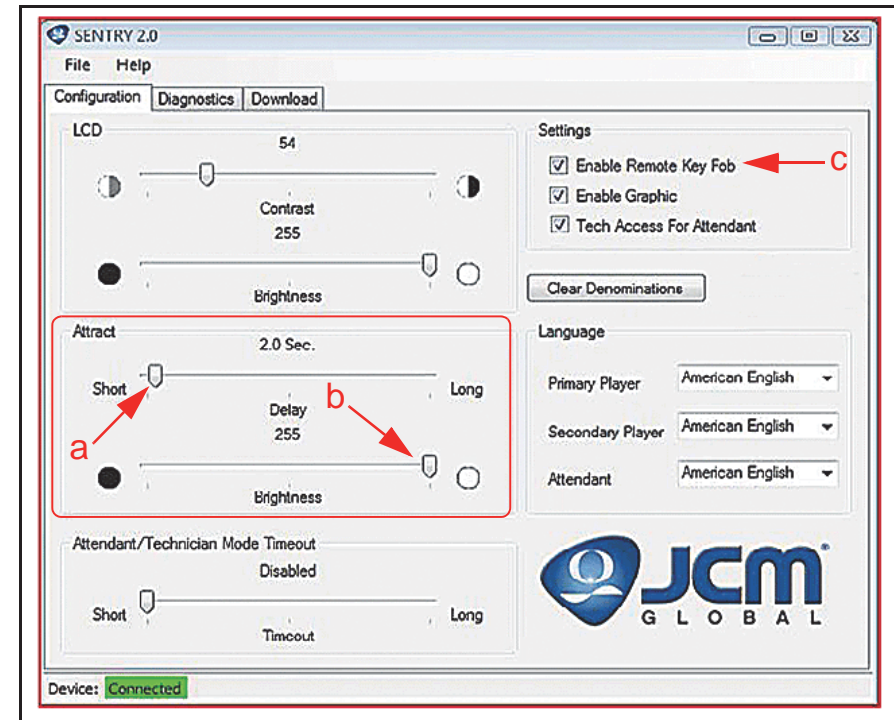 SENTRY 2.0
File Help
Configuration Diagnostics Download
LCD
54
Contrast
255
Brightness
Attract
2.0 Sec.
Short Long
Delay
255
Brightness
a
b
Attendant/Technician Mode Timeout
Disabled
Short Long
Timeout
Settings
Enable Remote Key Fob
c
Enable Graphic
Tech Access For Attendant
Clear Denominations
Language
Primary Player American English
Secondary Player American English
Attendant American English
JCM
GLOBAL
Device: Connected